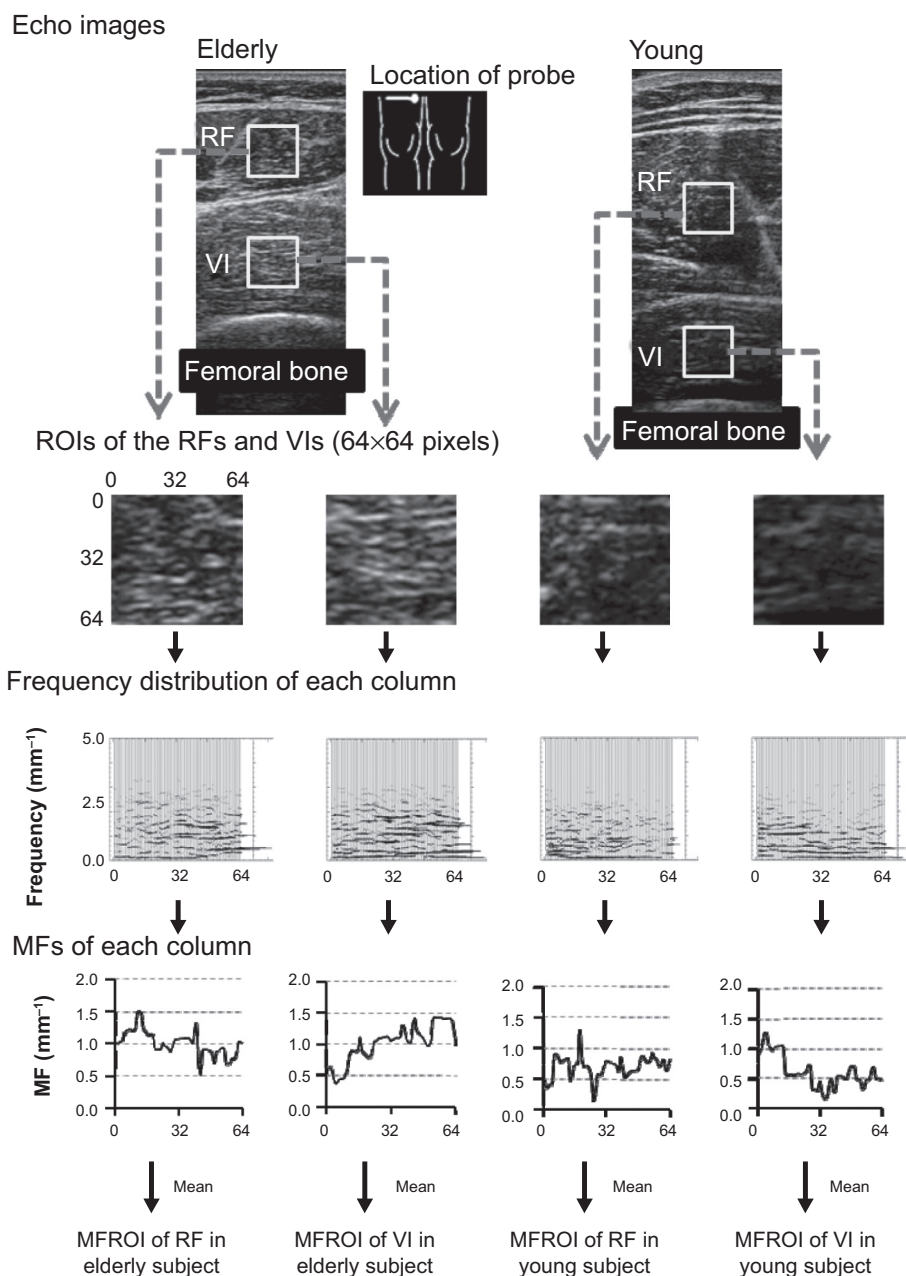 Echo images
Elderly
Young
Location of probe
RF
VI
Femoral bone
RF
VI
Femoral bone
ROIs of the RFs and VIs (64×64 pixels)
0 32 64
0
32
64
Frequency distribution of each column
Frequency (mm⁻¹)
5.0
2.5
0.0
0 32 64
0 32 64
0 32 64
0 32 64
MFs of each column
MF (mm⁻¹)
2.0
1.5
1.0
0.5
0.0
0 32 64
2.0
1.5
1.0
0.5
0.0
0 32 64
2.0
1.5
1.0
0.5
0.0
0 32 64
2.0
1.5
1.0
0.5
0.0
0 32 64
Mean
Mean
Mean
Mean
MFROI of RF in
elderly subject
MFROI of VI in
elderly subject
MFROI of RF in
young subject
MFROI of VI in
young subject